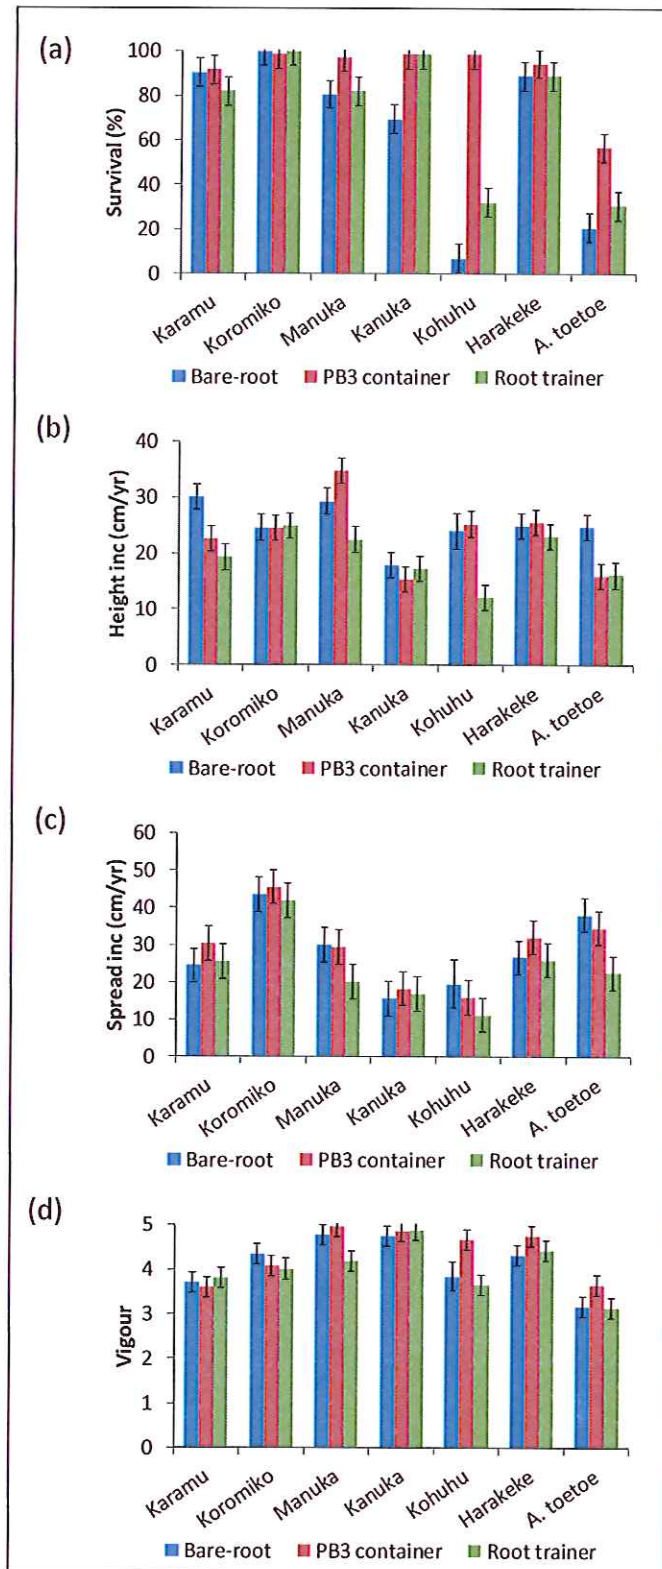 (a)
Survival (%)
100
80
60
40
20
0
Karamu Koromiko Manuka Kanuka Kohuhu Harakeke A. toetoe
Bare-root PB3 container Root trainer
(b)
Height inc (cm/yr)
40
30
20
10
0
Karamu Koromiko Manuka Kanuka Kohuhu Harakeke A. toetoe
Bare-root PB3 container Root trainer
(c)
Spread inc (cm/yr)
60
50
40
30
20
10
0
Karamu Koromiko Manuka Kanuka Kohuhu Harakeke A. toetoe
Bare-root PB3 container Root trainer
(d)
Vigour
5
4
3
2
1
0
Karamu Koromiko Manuka Kanuka Kohuhu Harakeke A. toetoe
Bare-root PB3 container Root trainer